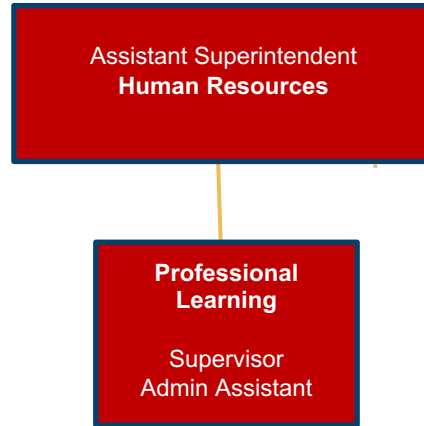 Assistant Superintendent
Human Resources
Professional
Learning
Supervisor
Admin Assistant